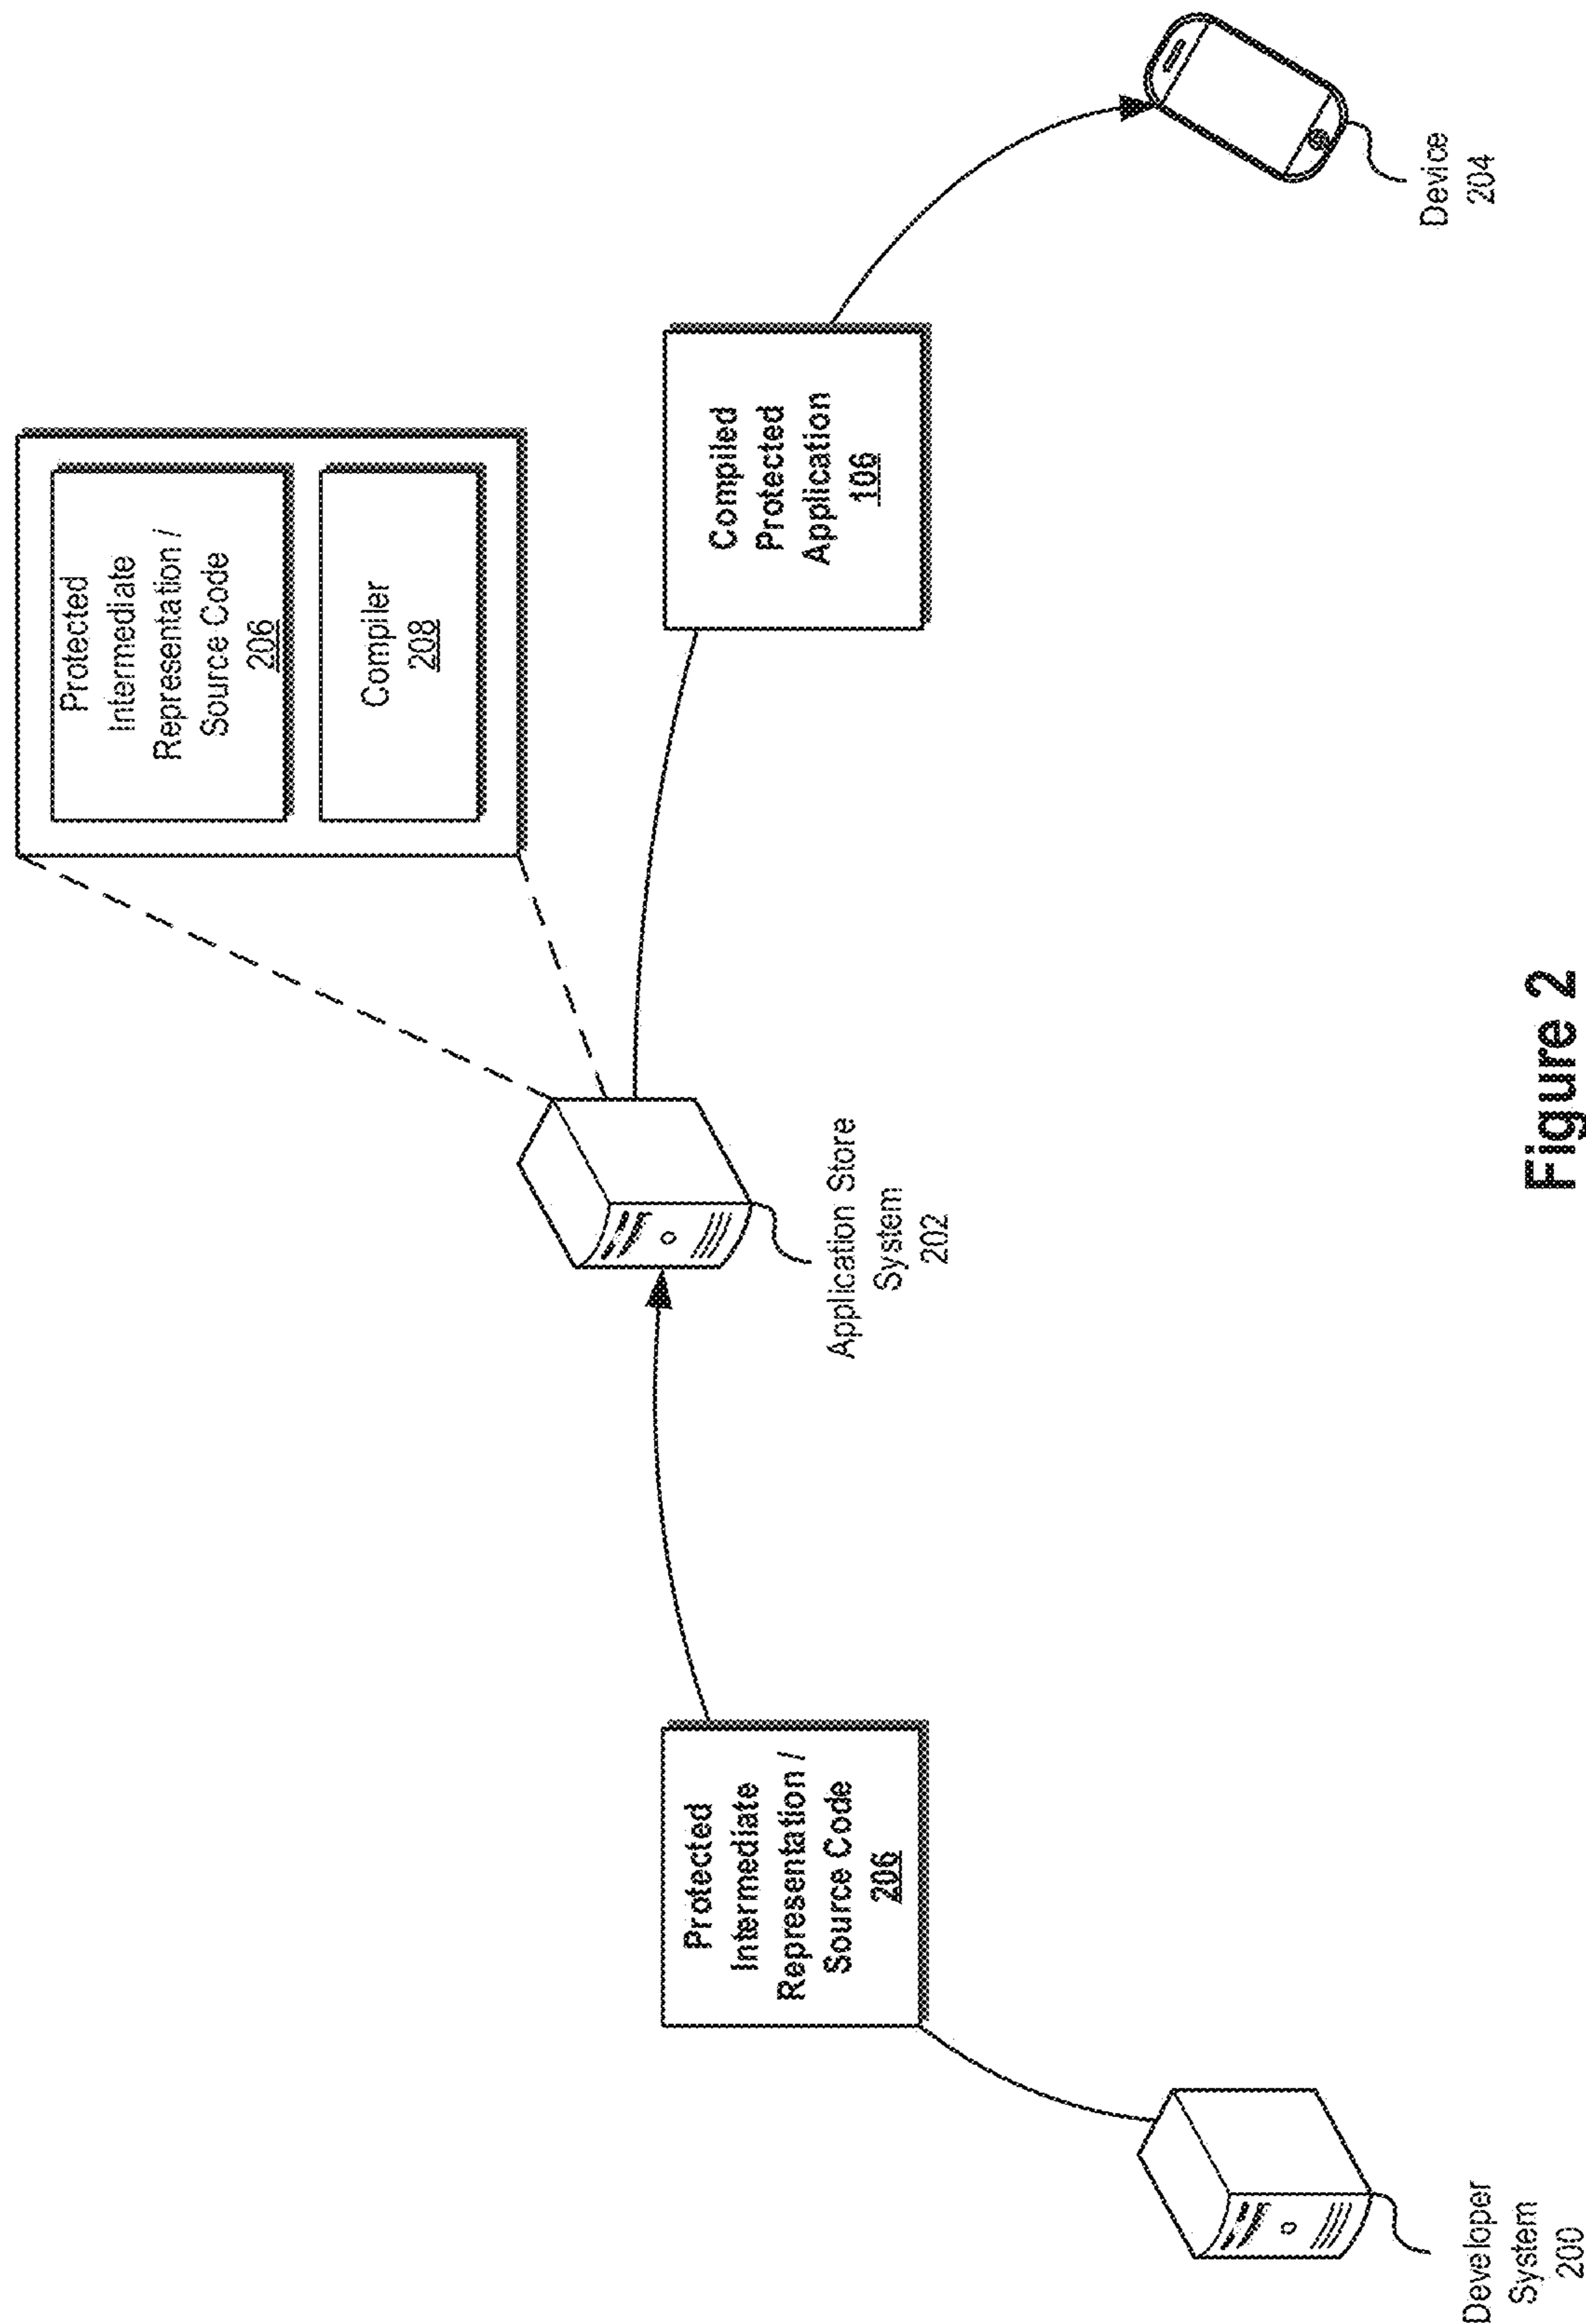 Protected
Intermediate
Representation /
Source Code
206
Compiler
208
Protected
Intermediate
Representation /
Source Code
206
Compiled
Protected
Application
106
Application Store
System
202
Developer
System
200
Device
204
Figure 2